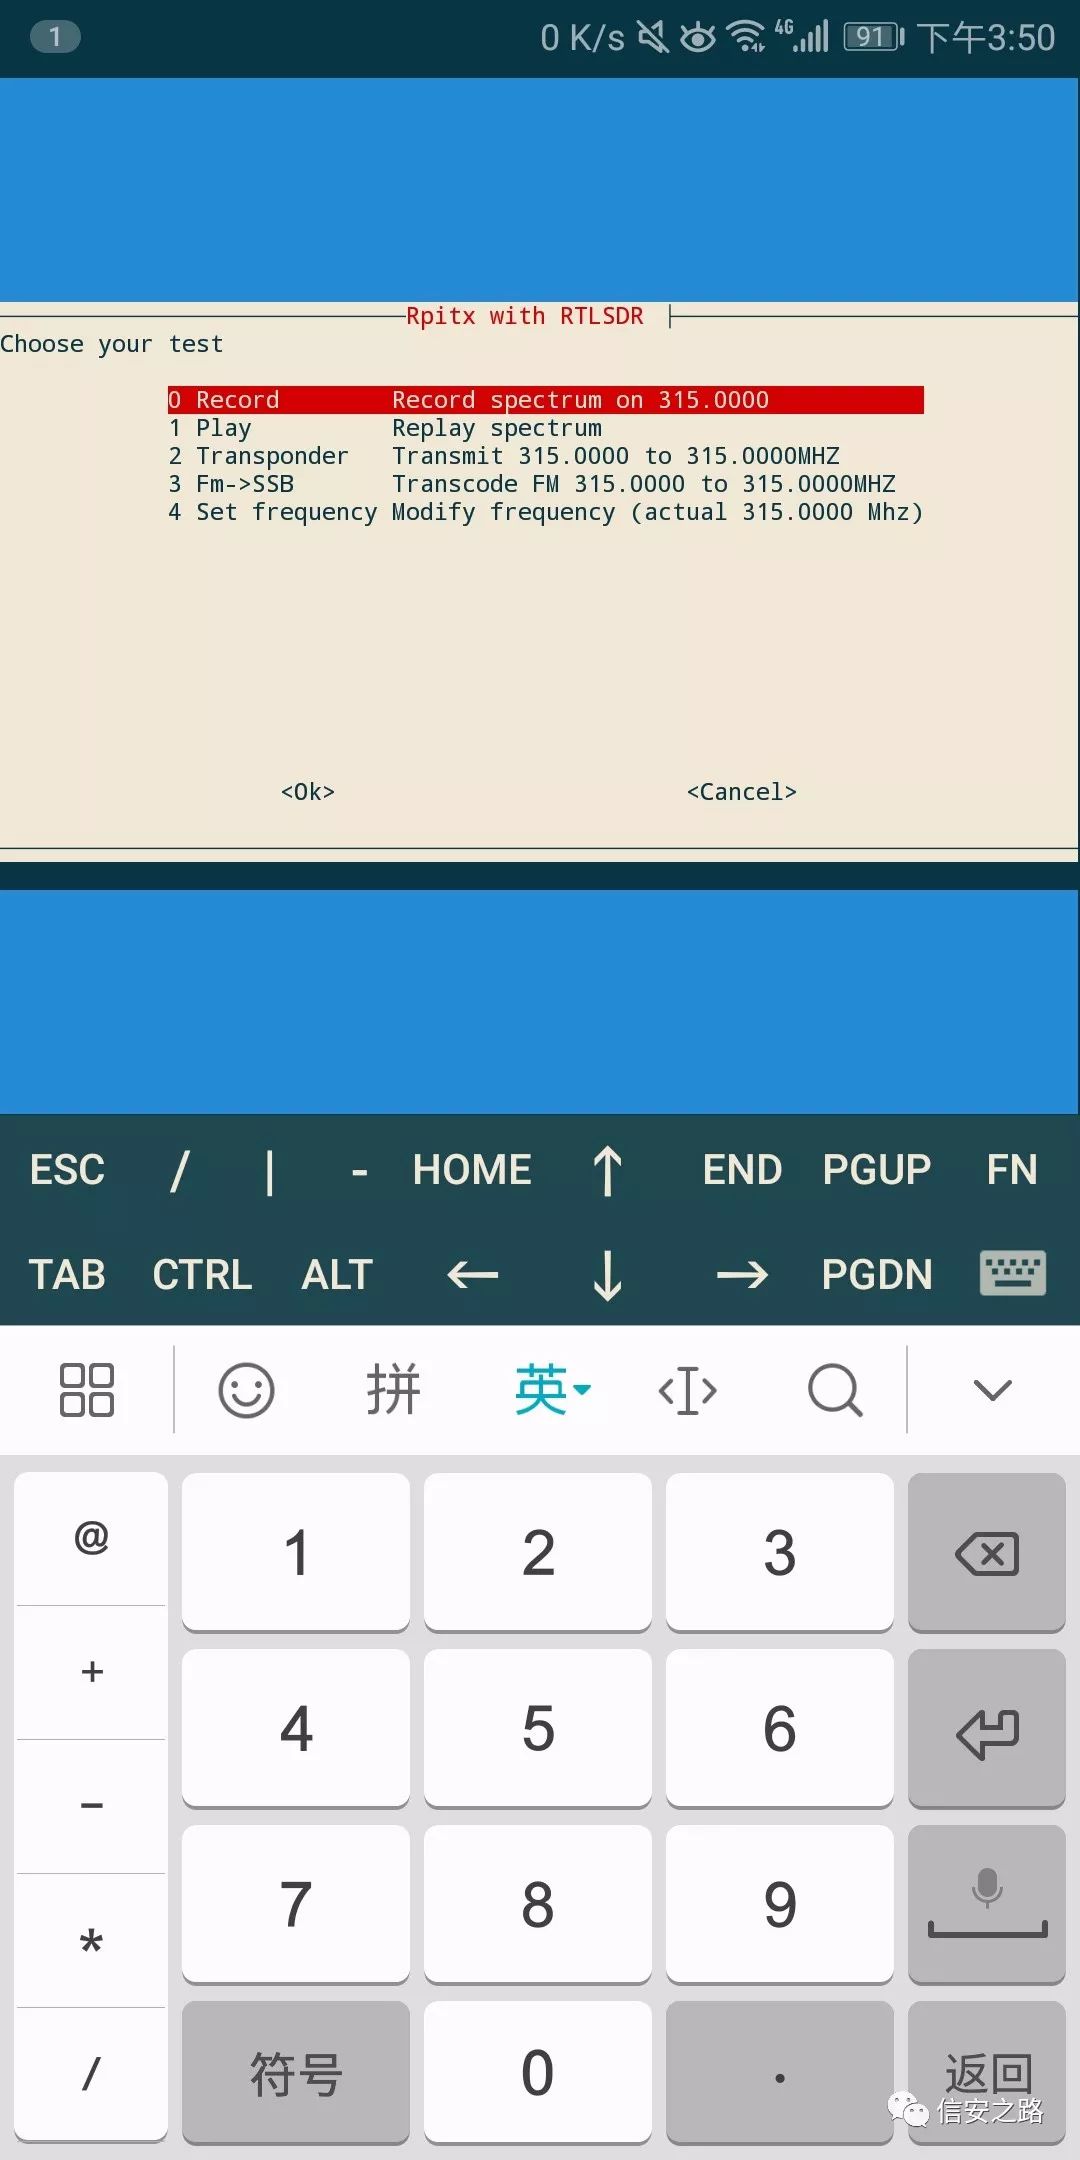 1 0 K/s 4G 91 下午3:50
Rpitx with RTLSDR
Choose your test
0 Record Record spectrum on 315.0000
1 Play Replay spectrum
2 Transponder Transmit 315.0000 to 315.0000MHZ
3 Fm->SSB Transcode FM 315.0000 to 315.0000MHZ
4 Set frequency Modify frequency (actual 315.0000 Mhz)
<Ok> <Cancel>
ESC / | - HOME ↑ END PGUP FN
TAB CTRL ALT ← ↓ → PGDN
拼 英
@ 1 2 3
+ 4 5 6
- 7 8 9
*
/ 符号 0 . 返回
信安之路